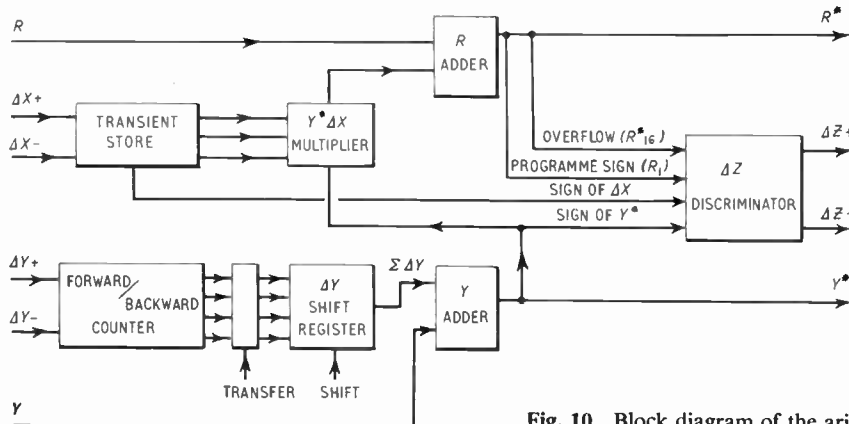 R
R*
R
ADDER
ΔX+
ΔX-
TRANSIENT
STORE
Y* ΔX
MULTIPLIER
OVERFLOW (R*16)
PROGRAMME SIGN (R1)
SIGN OF ΔX
SIGN OF Y*
ΔZ
DISCRIMINATOR
ΔZ+
ΔZ-
ΔY+
ΔY-
FORWARD/
BACKWARD
COUNTER
ΔY
SHIFT
REGISTER
Σ ΔY
Y
ADDER
Y*
TRANSFER
SHIFT
Y
Fig. 10. Block diagram of the ari